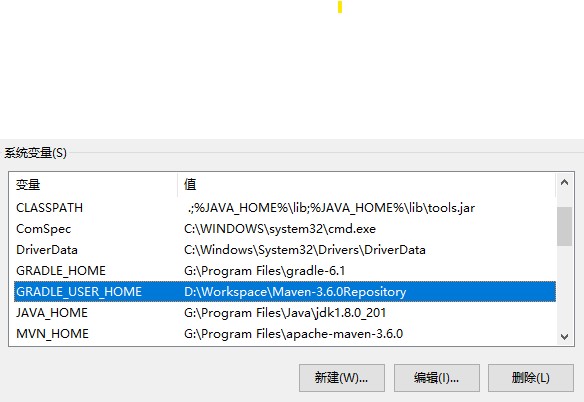 系统变量(S)
变量 值
CLASSPATH .;%JAVA_HOME%\lib;%JAVA_HOME%\lib\tools.jar
ComSpec C:\WINDOWS\system32\cmd.exe
DriverData C:\Windows\System32\Drivers\DriverData
GRADLE_HOME G:\Program Files\gradle-6.1
GRADLE_USER_HOME D:\Workspace\Maven-3.6.0Repository
JAVA_HOME G:\Program Files\Java\jdk1.8.0_201
MVN_HOME G:\Program Files\apache-maven-3.6.0
新建(W)... 编辑(I)... 删除(L)